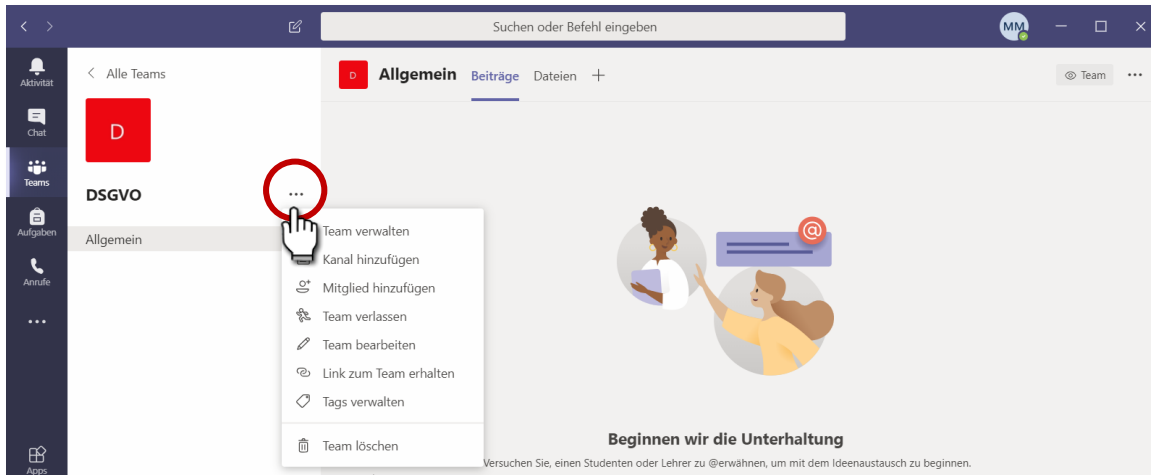 Suchen oder Befehl eingeben
MM
Aktivität
Chat
Teams
Aufgaben
Anrufe
Apps
Alle Teams
D
DSGVO
Allgemein
Team verwalten
Kanal hinzufügen
Mitglied hinzufügen
Team verlassen
Team bearbeiten
Link zum Team erhalten
Tags verwalten
Team löschen
D Allgemein Beiträge Dateien
Team
@
Beginnen wir die Unterhaltung
Versuchen Sie, einen Studenten oder Lehrer zu @erwähnen, um mit dem Ideenaustausch zu beginnen.